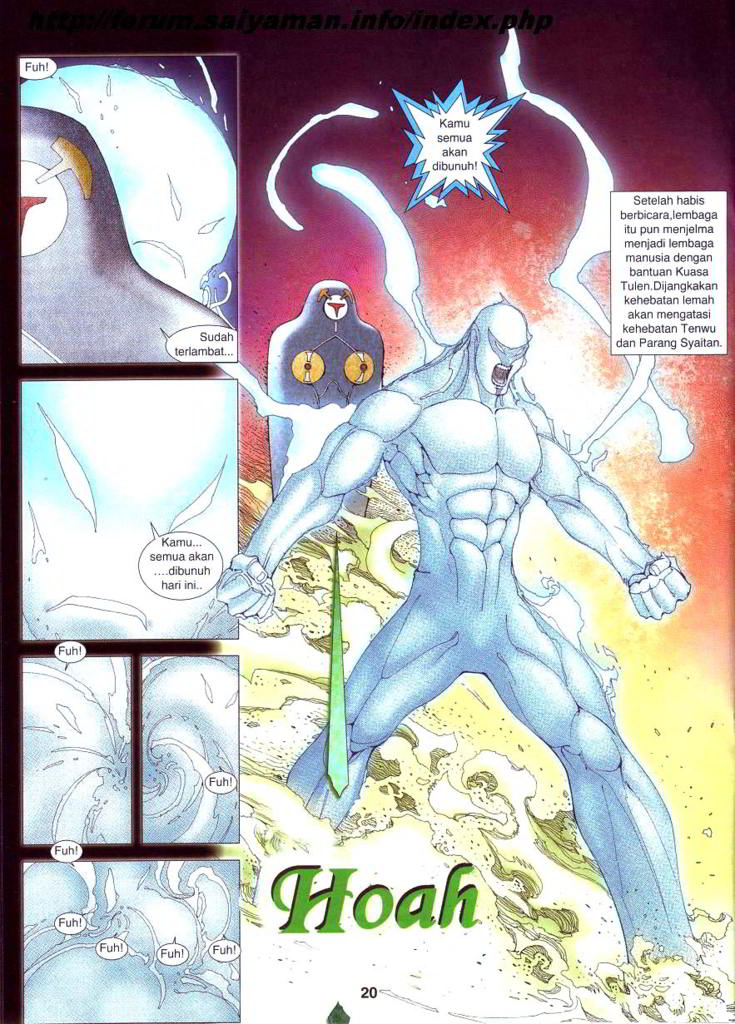 http://forum.saiyaman.info/index.php
Fuh!
Sudah
terlambat...
Kamu...
semua akan
....dibunuh
hari ini..
Fuh!
Fuh!
Fuh!
Fuh!
Fuh!
Fuh!
Fuh!
Kamu
semua
akan
dibunuh!
Setelah habis
berbicara,lembaga
itu pun menjelma
menjadi lembaga
manusia dengan
bantuan Kuasa
Tulen.Dijangkakan
kehebatan lemah
akan mengatasi
kehebatan Tenwu
dan Parang Syaitan.
Hoah
20